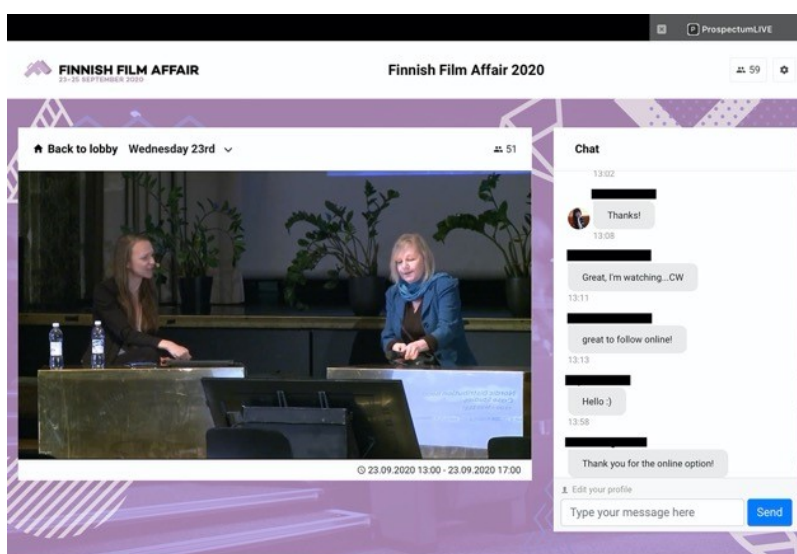 ProspectumLIVE
FINNISH FILM AFFAIR
23–25 SEPTEMBER 2020
Finnish Film Affair 2020
59
Back to lobby Wednesday 23rd
51
Chat
13:02
Thanks!
13:08
Great, I'm watching...CW
13:11
great to follow online!
13:13
Hello :)
13:58
Thank you for the online option!
23.09.2020 13:00 - 23.09.2020 17:00
Edit your profile
Type your message here
Send